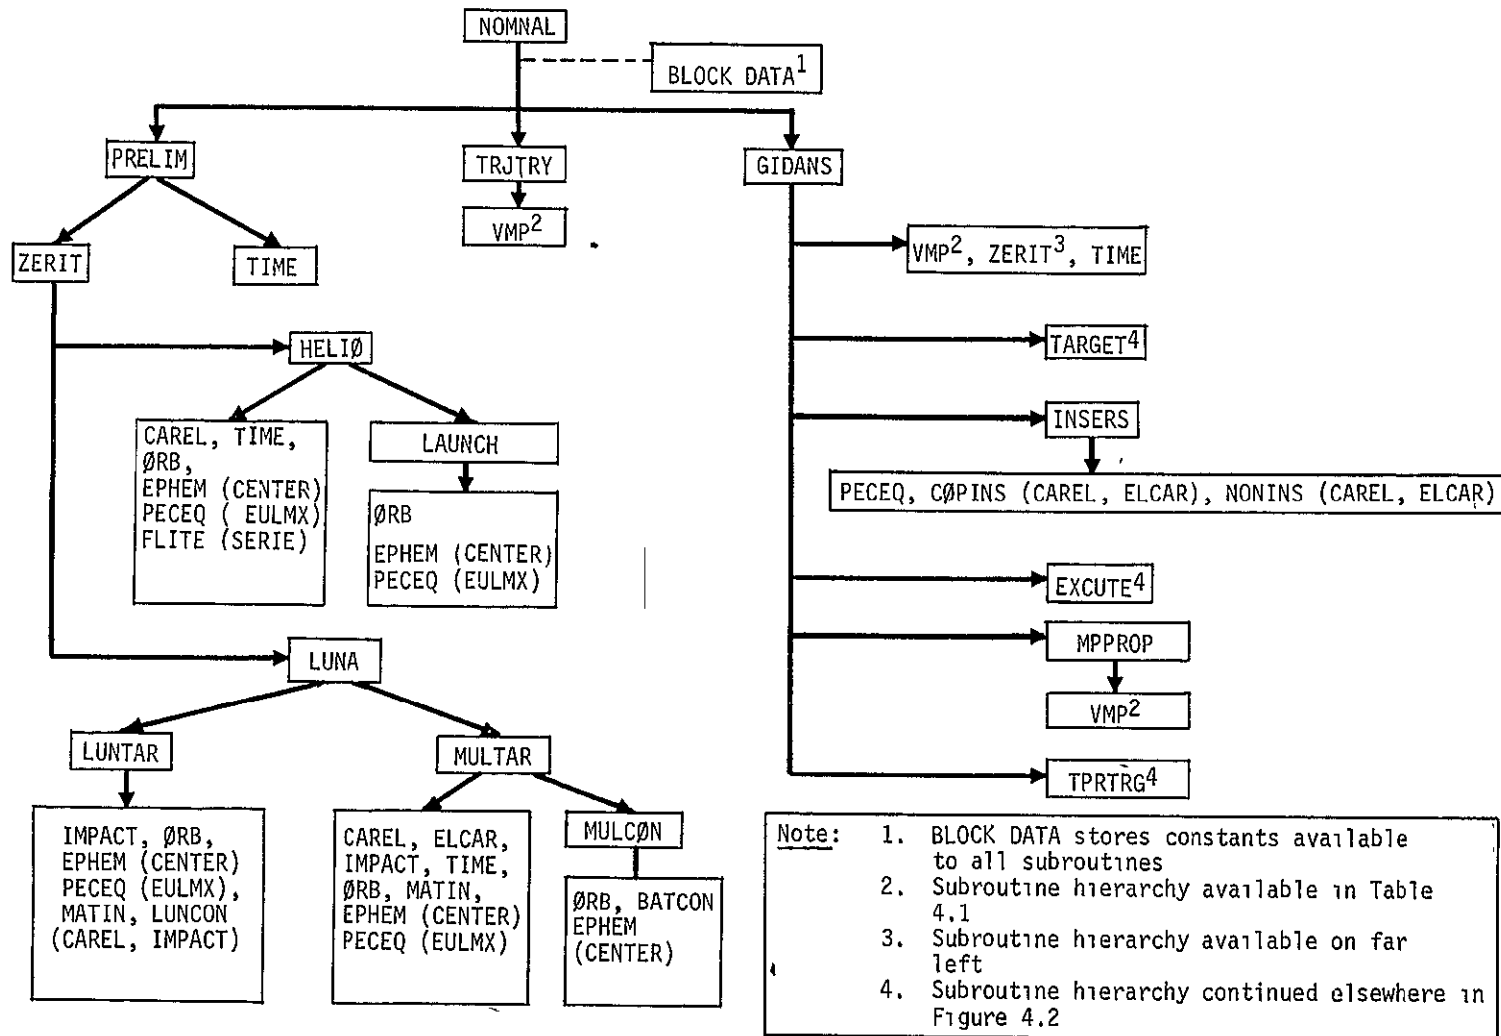 NOMNAL
BLOCK DATA1
PRELIM
TRJTRY
GIDANS
VMP2
ZERIT
TIME
VMP2, ZERIT3, TIME
HELIØ
TARGET4
CAREL, TIME,
ØRB,
EPHEM (CENTER)
PECEQ ( EULMX)
FLITE (SERIE)
LAUNCH
ØRB
EPHEM (CENTER)
PECEQ (EULMX)
INSERS
PECEQ, CØPINS (CAREL, ELCAR), NONINS (CAREL, ELCAR)
EXCUTE4
LUNA
MPPROP
VMP2
LUNTAR
MULTAR
TPRTRG4
IMPACT, ØRB,
EPHEM (CENTER)
PECEQ (EULMX),
MATIN, LUNCON
(CAREL, IMPACT)
CAREL, ELCAR,
IMPACT, TIME,
ØRB, MATIN,
EPHEM (CENTER)
PECEQ (EULMX)
MULCØN
ØRB, BATCON
EPHEM
(CENTER)
Note: 1. BLOCK DATA stores constants available
to all subroutines
2. Subroutine hierarchy available in Table
4.1
3. Subroutine hierarchy available on far
left
4. Subroutine hierarchy continued elsewhere in
Figure 4.2